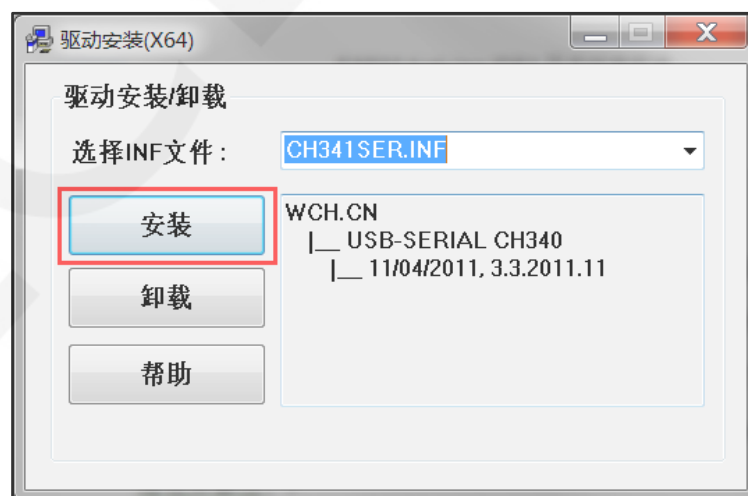 驱动安装(X64)
驱动安装/卸载
选择INF文件：
CH341SER.INF
安装
卸载
帮助
WCH.CN
|__ USB-SERIAL CH340
|__ 11/04/2011, 3.3.2011.11